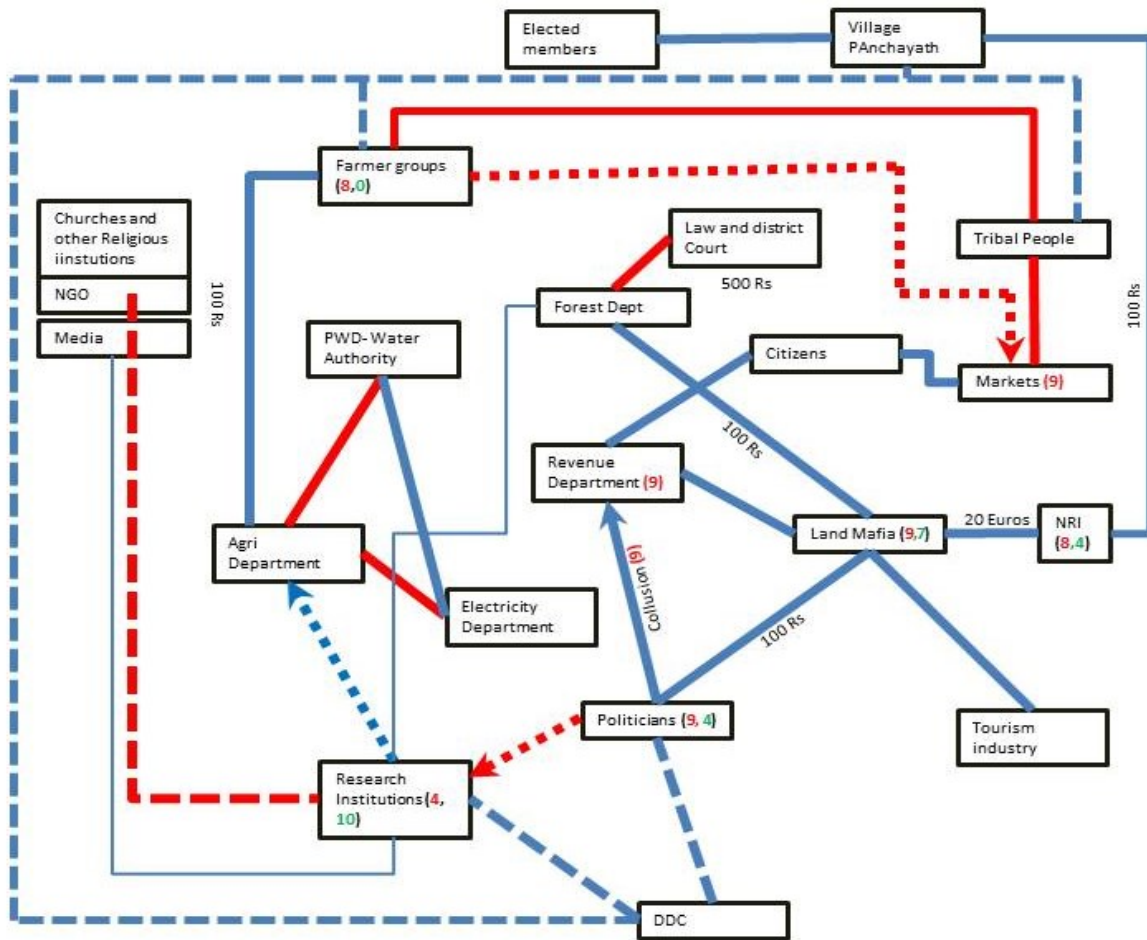 Elected
members
Village
PAnchayath
Farmer groups
(8,0)
Churches and
other Religious
iinstutions
NGO
Media
100 Rs
Law and district
Court
500 Rs
Tribal People
100 Rs
Forest Dept
PWD- Water
Authority
Citizens
Markets (9)
100 Rs
Revenue
Department (9)
Land Mafia (9,7)
20 Euros
NRI
(8,4)
Agri
Department
Electricity
Department
Collusion (9)
100 Rs
Politicians (9, 4)
Tourism
industry
Research
Institutions (4,
10)
DDC